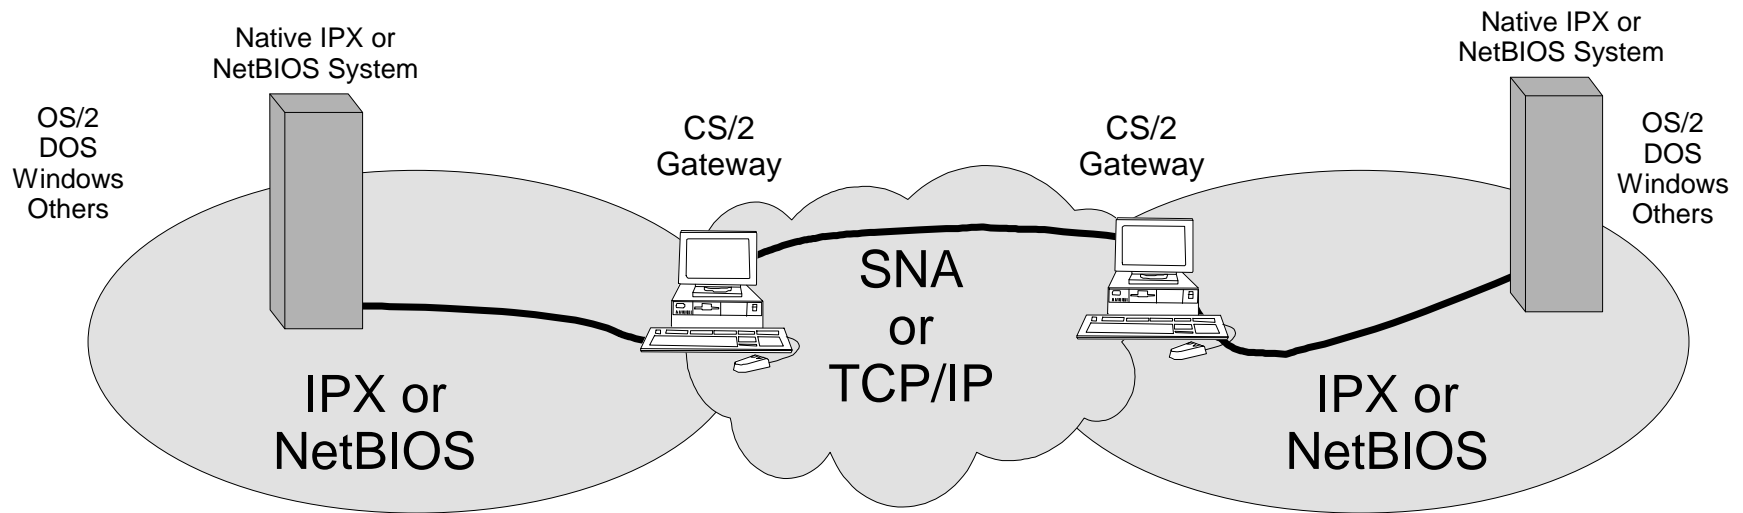 Native IPX or
NetBIOS System
OS/2
DOS
Windows
Others
CS/2
Gateway
IPX or
NetBIOS
SNA
or
TCP/IP
CS/2
Gateway
Native IPX or
NetBIOS System
OS/2
DOS
Windows
Others
IPX or
NetBIOS